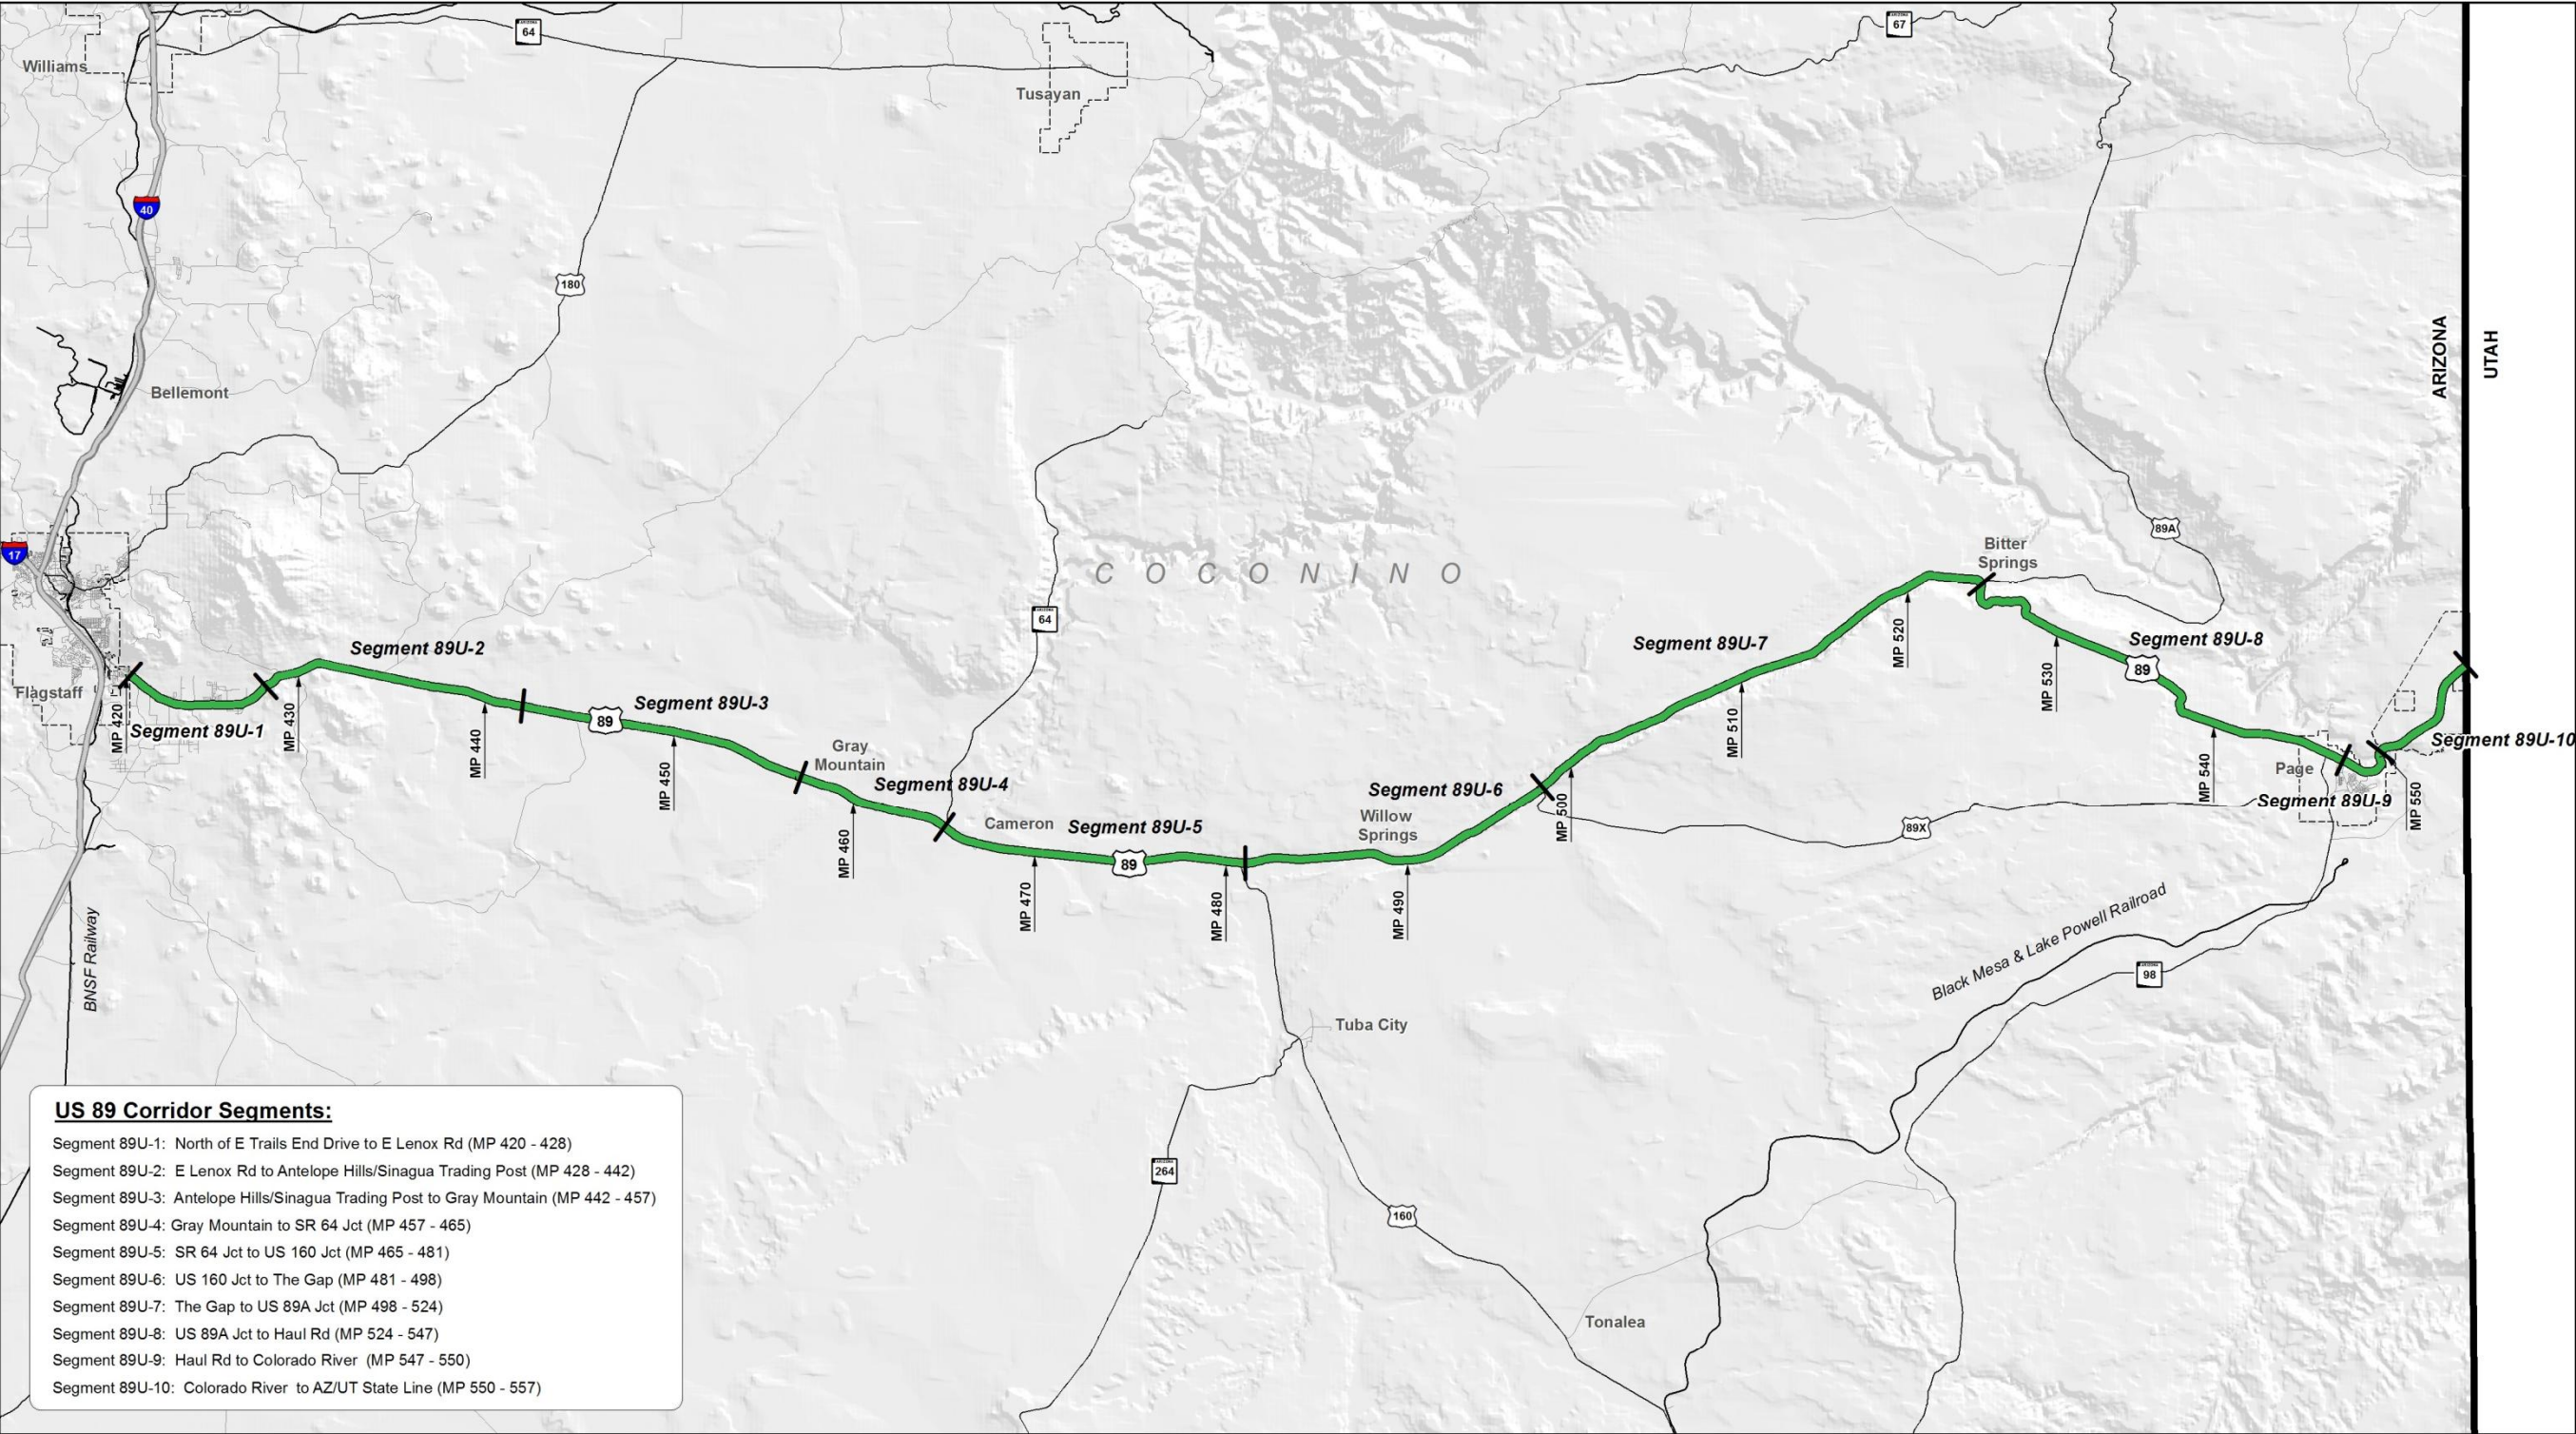 64
67
Williams
Tusayan
40
180
ARIZONA
UTAH
Bellemont
89A
17
Bitter
Springs
COCONINO
64
Segment 89U-7
MP 520
Segment 89U-8
89
MP 530
Segment 89U-2
Flagstaff
MP 420
Segment 89U-1
MP 430
MP 440
Segment 89U-3
89
MP 450
Gray
Mountain
Segment 89U-4
MP 460
Cameron
Segment 89U-5
89
MP 470
MP 480
Segment 89U-6
Willow
Springs
MP 490
MP 500
MP 510
89X
MP 540
Page
Segment 89U-9
Segment 89U-10
MP 550
BNSF Railway
Black Mesa & Lake Powell Railroad
98
Tuba City
264
160
Tonalea
US 89 Corridor Segments:
Segment 89U-1: North of E Trails End Drive to E Lenox Rd (MP 420 - 428)
Segment 89U-2: E Lenox Rd to Antelope Hills/Sinagua Trading Post (MP 428 - 442)
Segment 89U-3: Antelope Hills/Sinagua Trading Post to Gray Mountain (MP 442 - 457)
Segment 89U-4: Gray Mountain to SR 64 Jct (MP 457 - 465)
Segment 89U-5: SR 64 Jct to US 160 Jct (MP 465 - 481)
Segment 89U-6: US 160 Jct to The Gap (MP 481 - 498)
Segment 89U-7: The Gap to US 89A Jct (MP 498 - 524)
Segment 89U-8: US 89A Jct to Haul Rd (MP 524 - 547)
Segment 89U-9: Haul Rd to Colorado River (MP 547 - 550)
Segment 89U-10: Colorado River to AZ/UT State Line (MP 550 - 557)